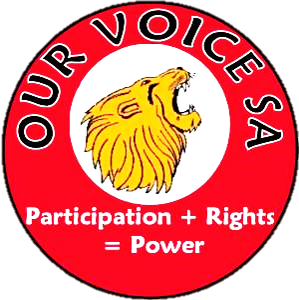 OUR VOICE SA
Participation + Rights
= Power